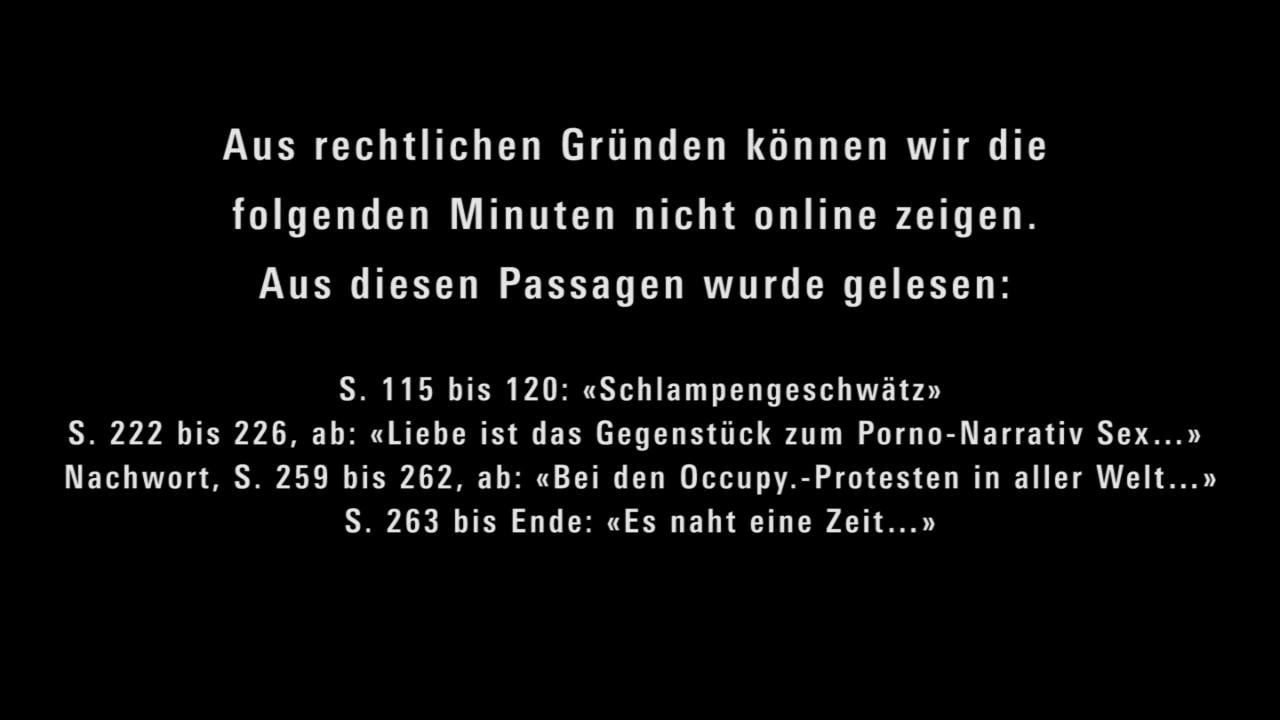 Aus rechtlichen Gründen können wir die
folgenden Minuten nicht online zeigen.
Aus diesen Passagen wurde gelesen:
S. 115 bis 120: «Schlampengeschwätz»
S. 222 bis 226, ab: «Liebe ist das Gegenstück zum Porno-Narrativ Sex...»
Nachwort, S. 259 bis 262, ab: «Bei den Occupy.-Protesten in aller Welt...»
S. 263 bis Ende: «Es naht eine Zeit...»